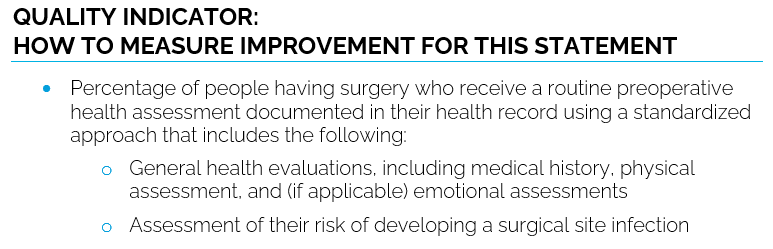 QUALITY INDICATOR:
HOW TO MEASURE IMPROVEMENT FOR THIS STATEMENT
• Percentage of people having surgery who receive a routine preoperative
health assessment documented in their health record using a standardized
approach that includes the following:
o General health evaluations, including medical history, physical
assessment, and (if applicable) emotional assessments
o Assessment of their risk of developing a surgical site infection